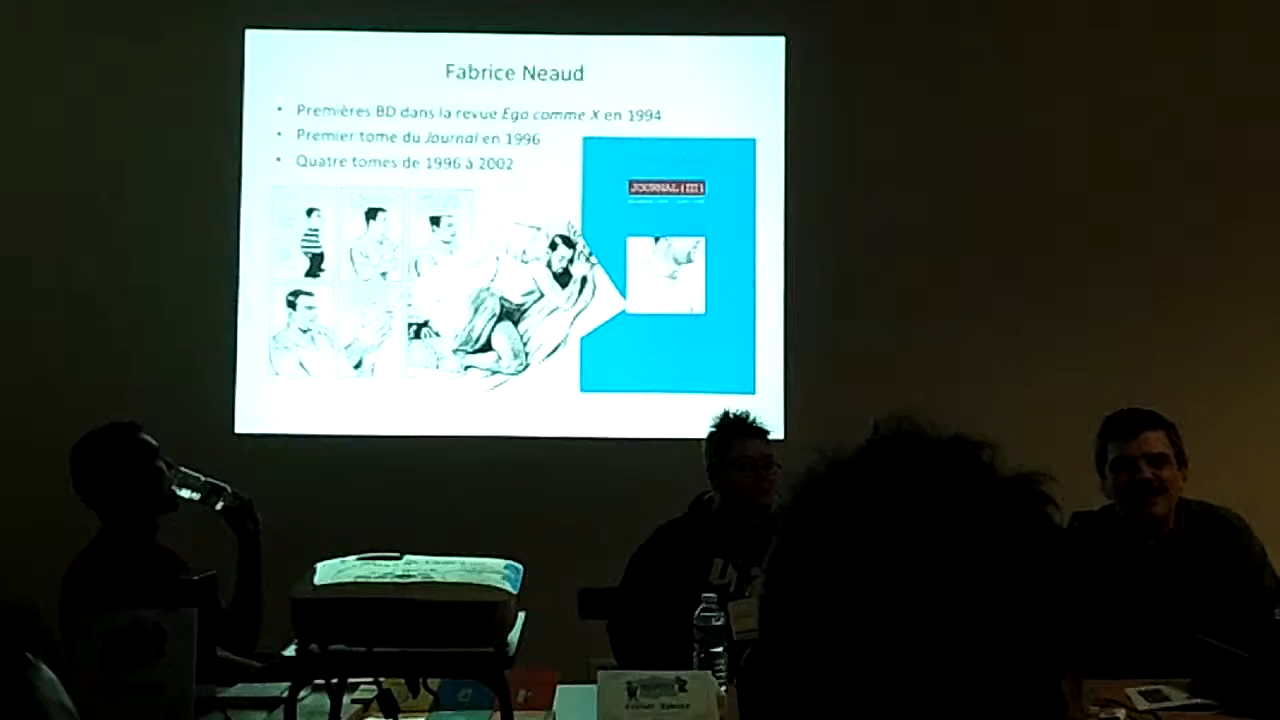 Fabrice Neaud
• Premières BD dans la revue Ego comme X en 1994
• Premier tome du Journal en 1996
• Quatre tomes de 1996 à 2002
JOURNAL (III)